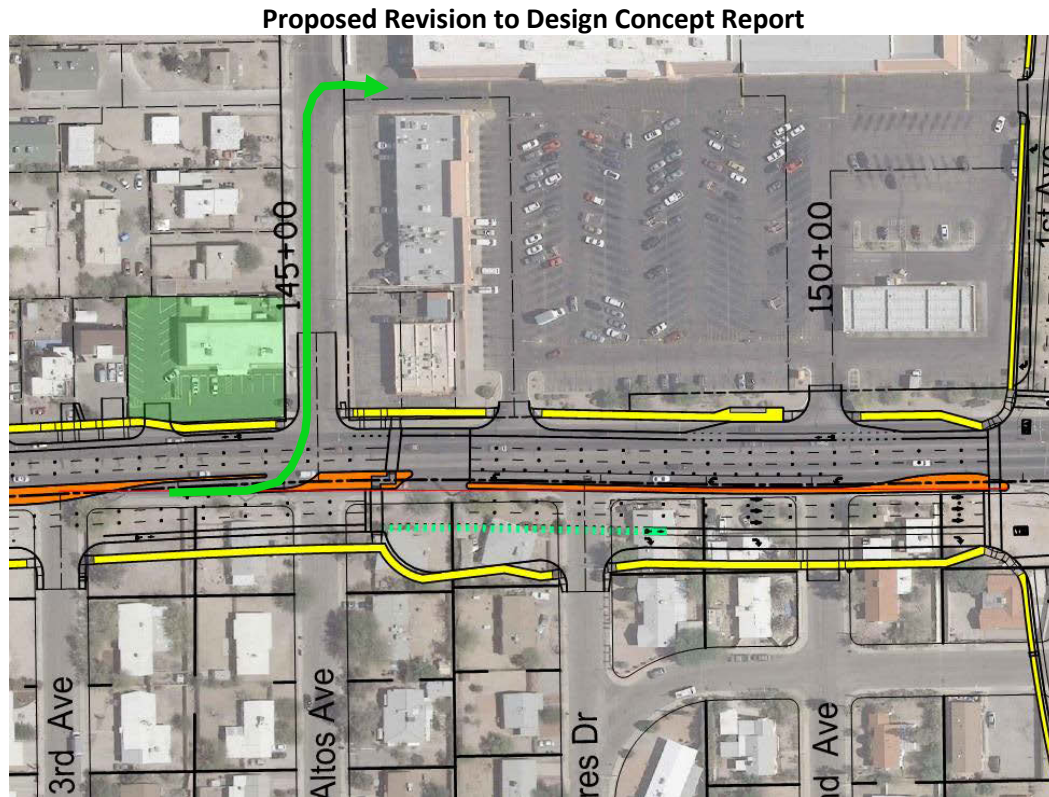 Proposed Revision to Design Concept Report
145+00
150+00
1st Ave
3rd Ave
Altos Ave
res Dr
nd Ave